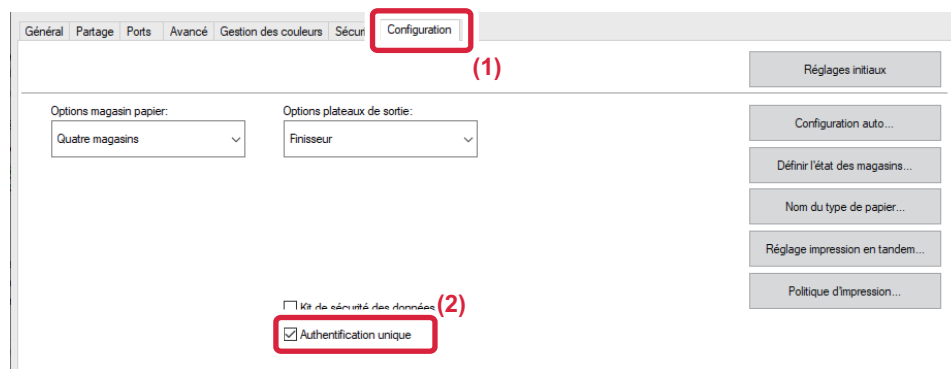 Général Partage Ports Avancé Gestion des couleurs Sécuri Configuration
(1)
Réglages initiaux
Options magasin papier: Options plateaux de sortie:
Quatre magasins Finisseur
Configuration auto...
Définir l'état des magasins...
Nom du type de papier...
Réglage impression en tandem...
Politique d'impression...
Kit de sécurité des données (2)
Authentification unique